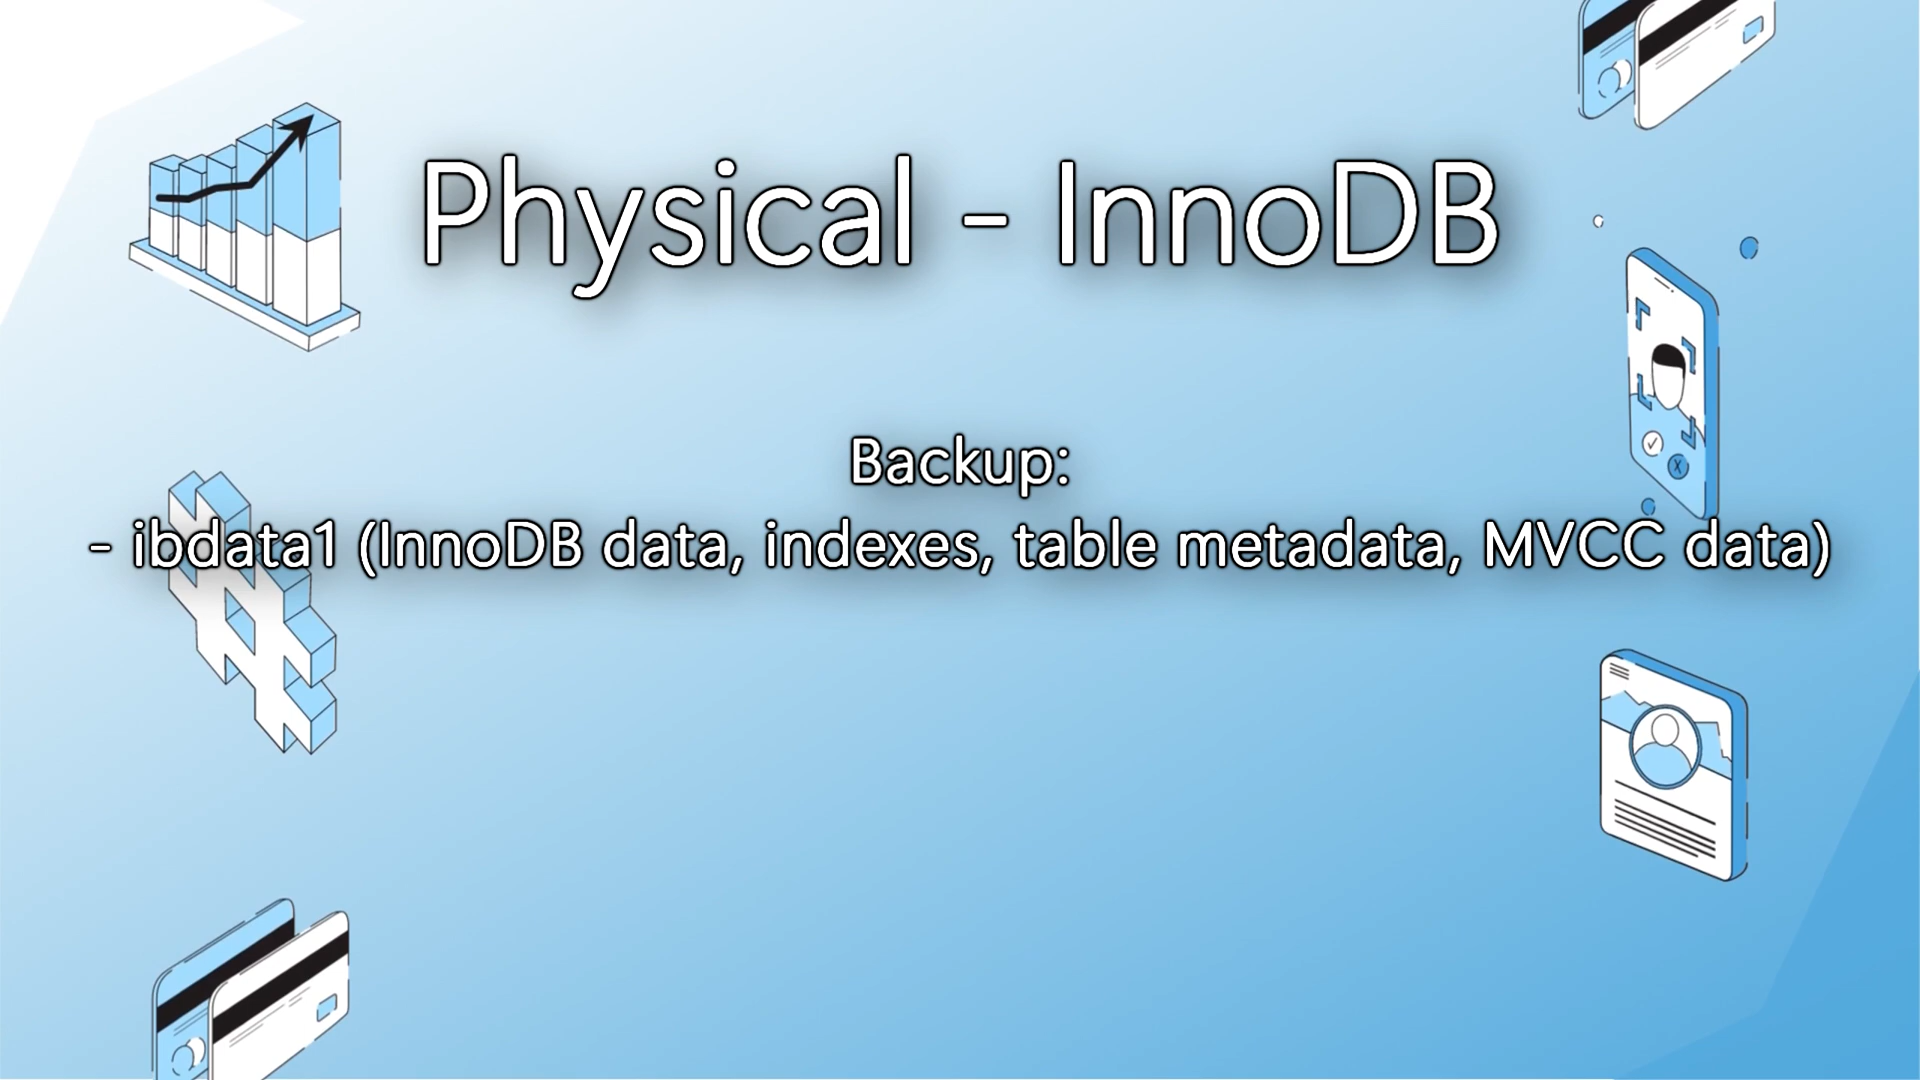 Physical - InnoDB
Backup:
- ibdata1 (InnoDB data, indexes, table metadata, MVCC data)